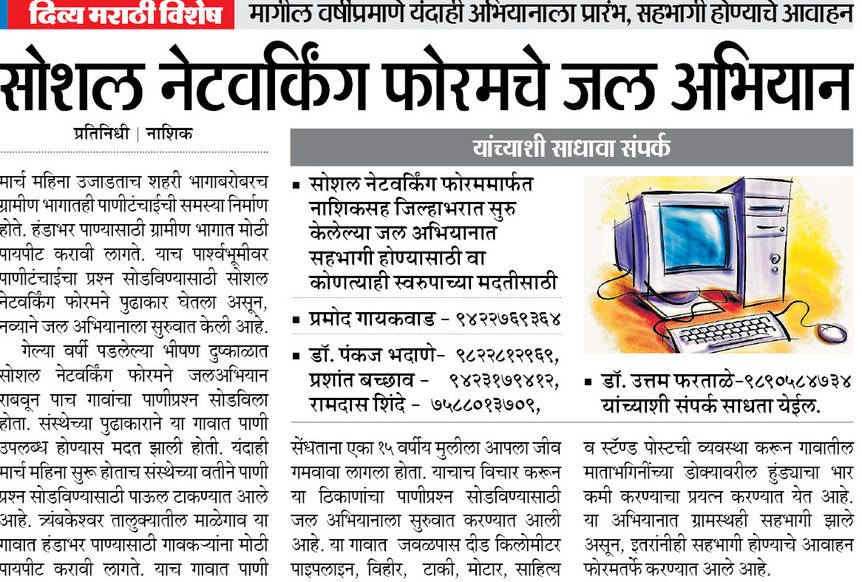 दिव्य मराठी विशेष
मागील वर्षीप्रमाणे यंदाही अभियानाला प्रारंभ, सहभागी होण्याचे आवाहन
सोशल नेटवर्किंग फोरमचे जल अभियान
प्रतिनिधी | नाशिक
मार्च महिना उजाडताच शहरी भागाबरोबरच
ग्रामीण भागातही पाणीटंचाईची समस्या निर्माण
होते. हंडाभर पाण्यासाठी ग्रामीण भागात मोठी
पायपीट करावी लागते. याच पार्श्वभूमीवर
पाणीटंचाईचा प्रश्न सोडविण्यासाठी सोशल
नेटवर्किंग फोरमने पुढाकार घेतला असून,
नव्याने जल अभियानाला सुरुवात केली आहे.
गेल्या वर्षी पडलेल्या भीषण दुष्काळात
सोशल नेटवर्किंग फोरमने जलअभियान
राबवून पाच गावांचा पाणीप्रश्न सोडविला
होता. संस्थेच्या पुढाकाराने या गावात पाणी
उपलब्ध होण्यास मदत झाली होती. यंदाही
मार्च महिना सुरू होताच संस्थेच्या वतीने पाणी
प्रश्न सोडविण्यासाठी पाऊल टाकण्यात आले
आहे. त्र्यंबकेश्वर तालुक्यातील माळेगाव या
गावात हंडाभर पाण्यासाठी गावकऱ्यांना मोठी
पायपीट करावी लागते. याच गावात पाणी
यांच्याशी साधावा संपर्क
▪ सोशल नेटवर्किंग फोरममार्फत
नाशिकसह जिल्हाभरात सुरु
केलेल्या जल अभियानात
सहभागी होण्यासाठी वा
कोणत्याही स्वरुपाच्या मदतीसाठी
▪ प्रमोद गायकवाड - ९४२२७६९३६४
▪ डॉ. पंकज भदाणे- ९८२२८१२९६९,
प्रशांत बच्छाव - ९४२३१७९४१२,
रामदास शिंदे - ७५८८०१३७०९,
▪ डॉ. उत्तम फरताळे-९८९०५८४७३४
यांच्याशी संपर्क साधता येईल.
सेंधताना एका १५ वर्षीय मुलीला आपला जीव
गमवावा लागला होता. याचाच विचार करून
या ठिकाणांचा पाणीप्रश्न सोडविण्यासाठी
जल अभियानाला सुरुवात करण्यात आली
आहे. या गावात जवळपास दीड किलोमीटर
पाइपलाइन, विहीर, टाकी, मोटार, साहित्य
व स्टॅण्ड पोस्टची व्यवस्था करून गावातील
माताभगिनींच्या डोक्यावरील हुंड्याचा भार
कमी करण्याचा प्रयत्न करण्यात येत आहे.
या अभियानात ग्रामस्थही सहभागी झाले
असून, इतरांनीही सहभागी होण्याचे आवाहन
फोरमतर्फे करण्यात आले आहे.